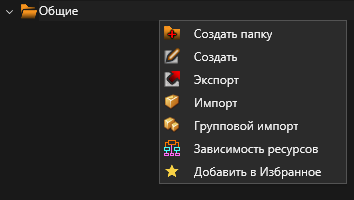 Общие
Создать папку
Создать
Экспорт
Импорт
Групповой импорт
Зависимость ресурсов
Добавить в Избранное